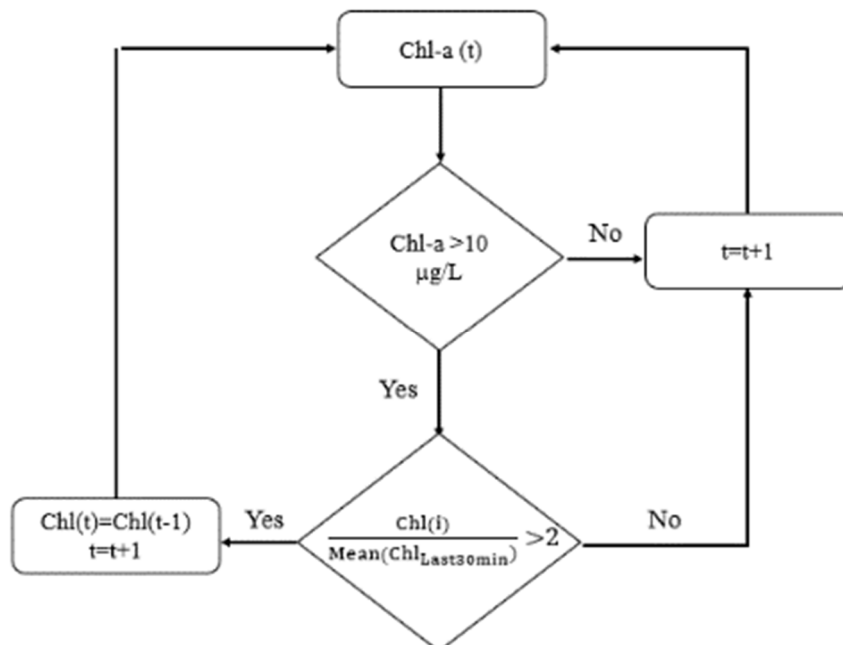 Chl-a (t)
Chl-a >10
μg/L
No
t=t+1
Yes
Chl(t)=Chl(t-1)
t=t+1
Yes
Chl(i)
Mean(Chl_Last30min)
>2
No